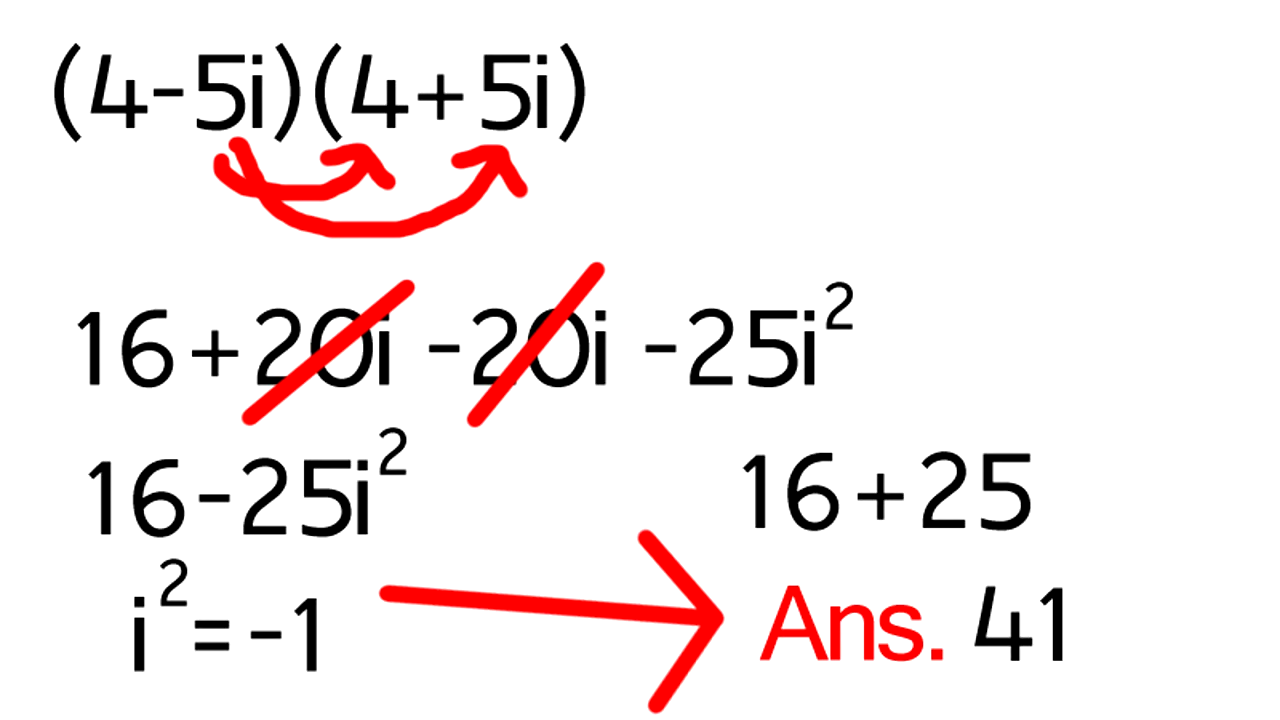 (4-5i)(4+5i)
16+20i -20i -25i²
16-25i²
i²=-1
16+25
Ans. 41